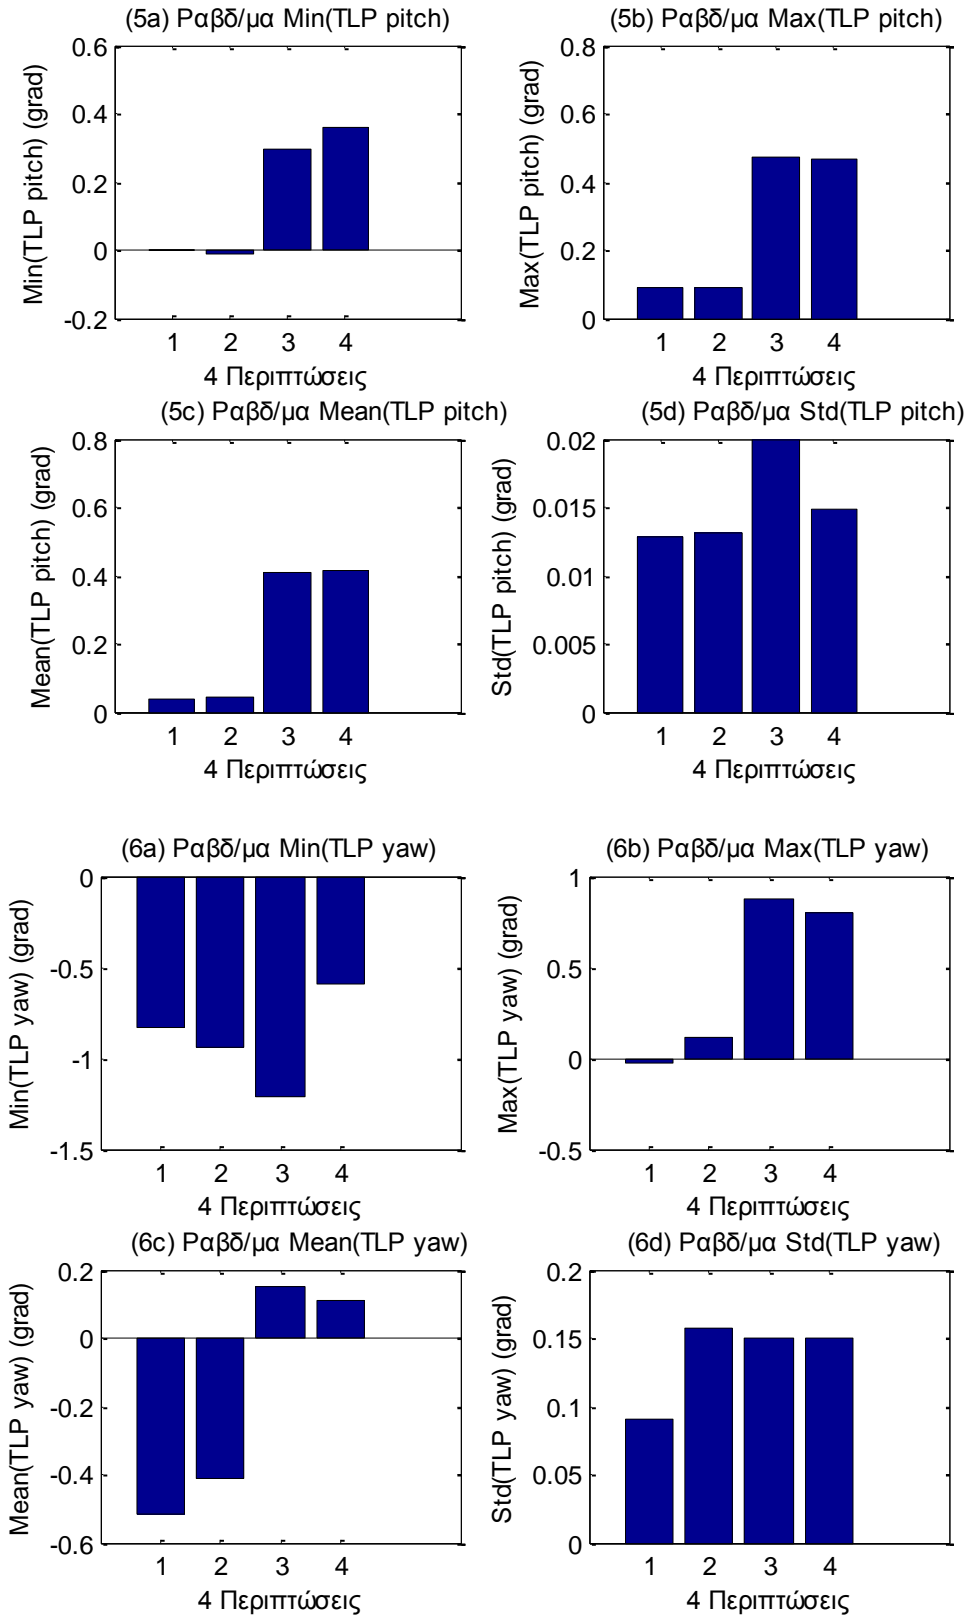 (5a) Ραβδ/μα Min(TLP pitch)
Min(TLP pitch) (grad)
0.6
0.4
0.2
0
-0.2
1 2 3 4
4 Περιπτώσεις
(5b) Ραβδ/μα Max(TLP pitch)
Max(TLP pitch) (grad)
0.8
0.6
0.4
0.2
0
1 2 3 4
4 Περιπτώσεις
(5c) Ραβδ/μα Mean(TLP pitch)
Mean(TLP pitch) (grad)
0.8
0.6
0.4
0.2
0
1 2 3 4
4 Περιπτώσεις
(5d) Ραβδ/μα Std(TLP pitch)
Std(TLP pitch) (grad)
0.02
0.015
0.01
0.005
0
1 2 3 4
4 Περιπτώσεις
(6a) Ραβδ/μα Min(TLP yaw)
Min(TLP yaw) (grad)
0
-0.5
-1
-1.5
1 2 3 4
4 Περιπτώσεις
(6b) Ραβδ/μα Max(TLP yaw)
Max(TLP yaw) (grad)
1
0.5
0
-0.5
1 2 3 4
4 Περιπτώσεις
(6c) Ραβδ/μα Mean(TLP yaw)
Mean(TLP yaw) (grad)
0.2
0
-0.2
-0.4
-0.6
1 2 3 4
4 Περιπτώσεις
(6d) Ραβδ/μα Std(TLP yaw)
Std(TLP yaw) (grad)
0.2
0.15
0.1
0.05
0
1 2 3 4
4 Περιπτώσεις